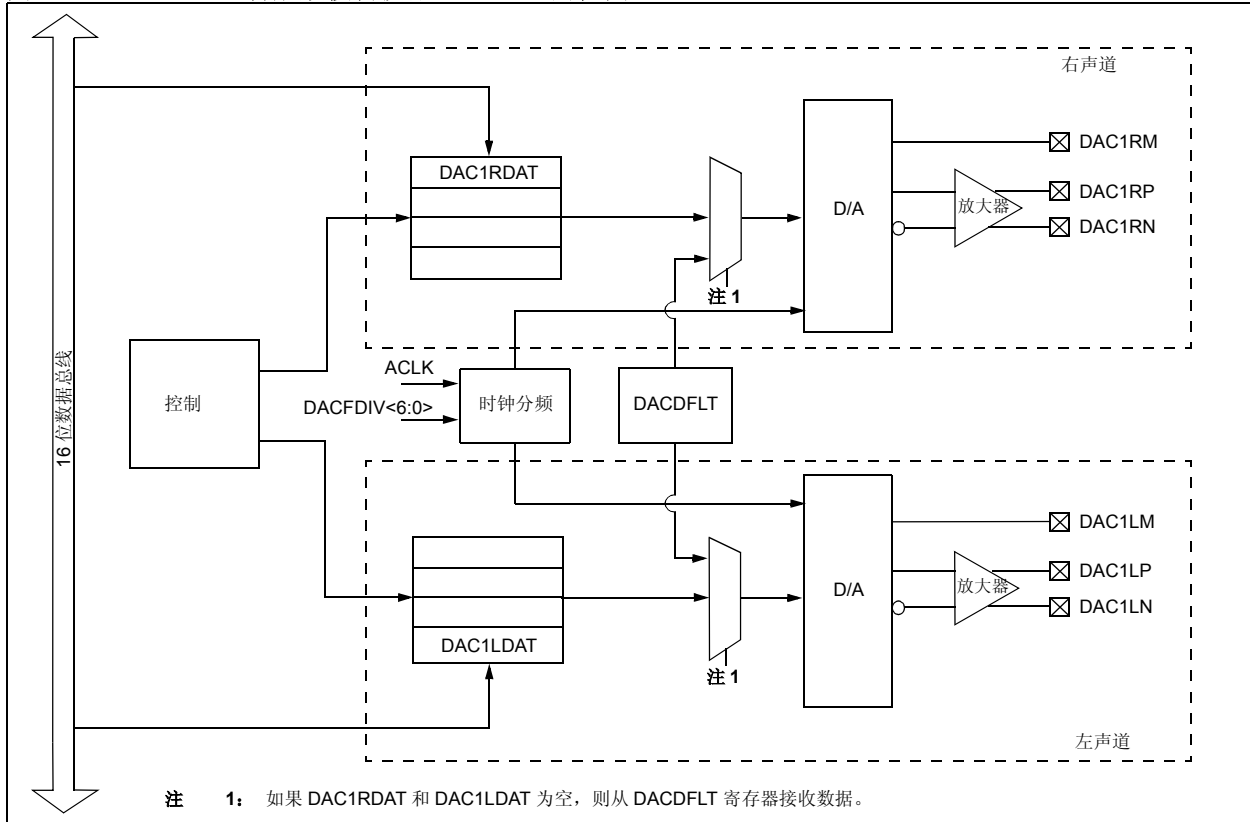 右声道
DAC1RM
DAC1RDAT
D/A
放大器
DAC1RP
DAC1RN
注 1
16 位数据总线
控制
ACLK
DACFDIV<6:0>
时钟分频
DACDFLT
DAC1LM
D/A
放大器
DAC1LP
DAC1LN
DAC1LDAT
注 1
左声道
注 1： 如果 DAC1RDAT 和 DAC1LDAT 为空，则从 DACDFLT 寄存器接收数据。